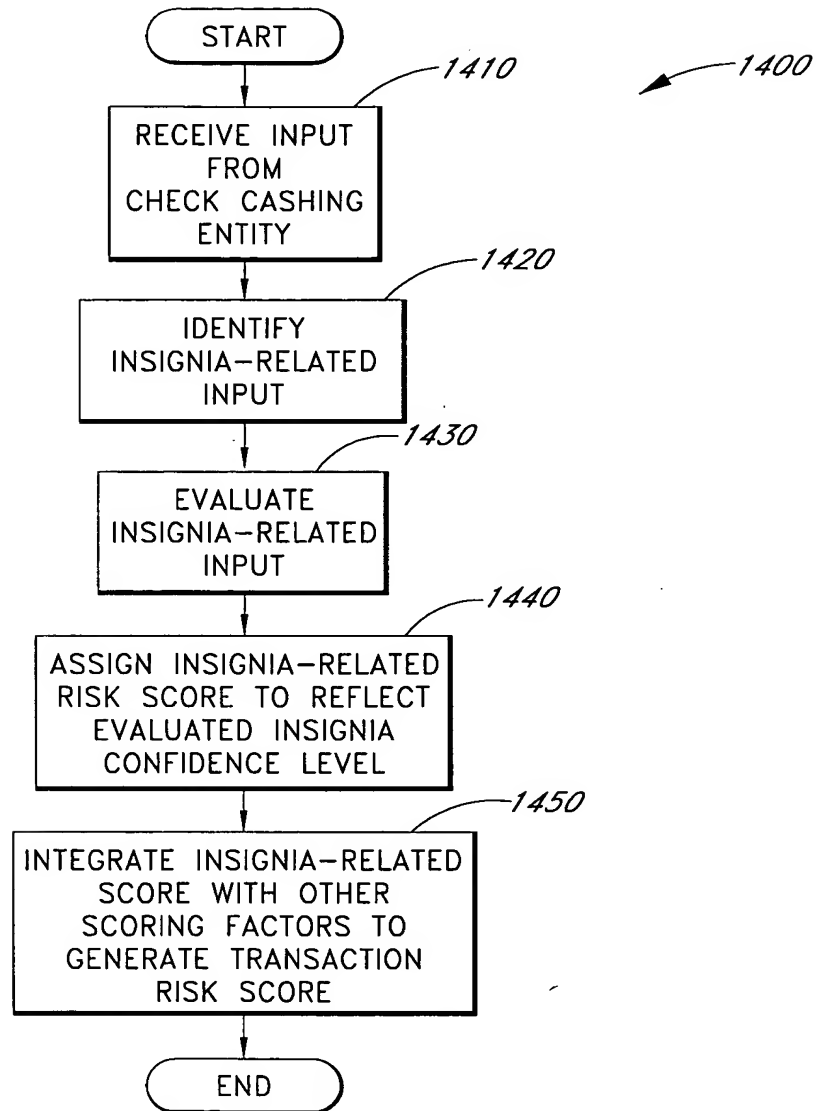 START
1410
1400
RECEIVE INPUT
FROM
CHECK CASHING
ENTITY
1420
IDENTIFY
INSIGNIA-RELATED
INPUT
1430
EVALUATE
INSIGNIA-RELATED
INPUT
1440
ASSIGN INSIGNIA-RELATED
RISK SCORE TO REFLECT
EVALUATED INSIGNIA
CONFIDENCE LEVEL
1450
INTEGRATE INSIGNIA-RELATED
SCORE WITH OTHER
SCORING FACTORS TO
GENERATE TRANSACTION
RISK SCORE
END